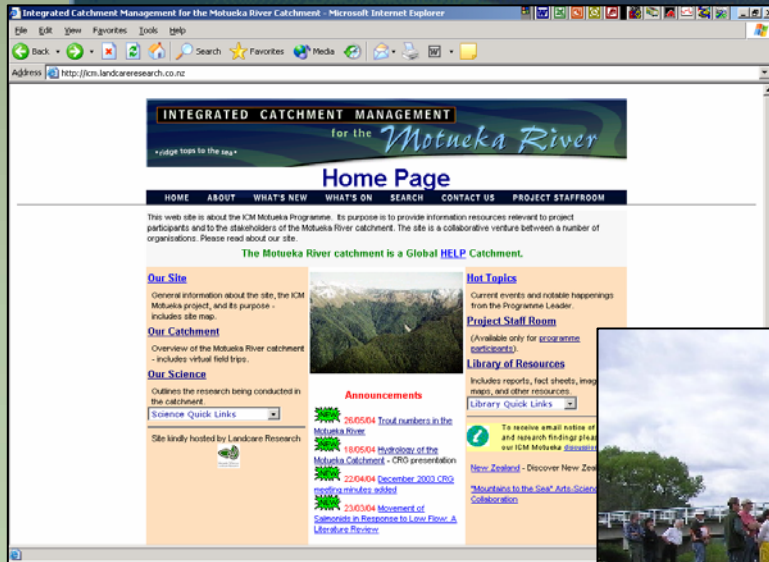 Integrated Catchment Management for the Motueka River Catchment - Microsoft Internet Explorer
File Edit View Favorites Tools Help
Back Search Favorites Media
Address http://icm.landcareresearch.co.nz
INTEGRATED CATCHMENT MANAGEMENT
for the Motueka River
•ridge tops to the sea•
Home Page
HOME ABOUT WHAT'S NEW WHAT'S ON SEARCH CONTACT US PROJECT STAFFROOM
This web site is about the ICM Motueka Programme. Its purpose is to provide information resources relevant to project
participants and to the stakeholders of the Motueka River catchment. The site is a collaborative venture between a number of
organisations. Please read about our site.
The Motueka River catchment is a Global HELP Catchment.
Our Site
General information about the site, the ICM
Motueka project, and its purpose -
includes site map.
Our Catchment
Overview of the Motueka River catchment
- includes virtual field trips.
Our Science
Outlines the research being conducted in
the catchment.
Science Quick Links
Site kindly hosted by Landcare Research
Announcements
NEW 26/05/04 Trout numbers in the
Motueka River
NEW 18/05/04 Hydrology of the
Motueka Catchment - CRG presentation
NEW 22/04/04 December 2003 CRG
meeting minutes added
NEW 23/03/04 Movement of
Salmonids in Response to Low Flow: A
Literature Review
Hot Topics
Current events and notable happenings
from the Programme Leader.
Project Staff Room
(Available only for programme
participants).
Library of Resources
Includes reports, fact sheets, imag
maps, and other resources.
Library Quick Links
To receive email notice of
and research findings pleas
our ICM Motueka discussion
New Zealand - Discover New Zea
"Mountains to the Sea" Arts-Scienc
Collaboration